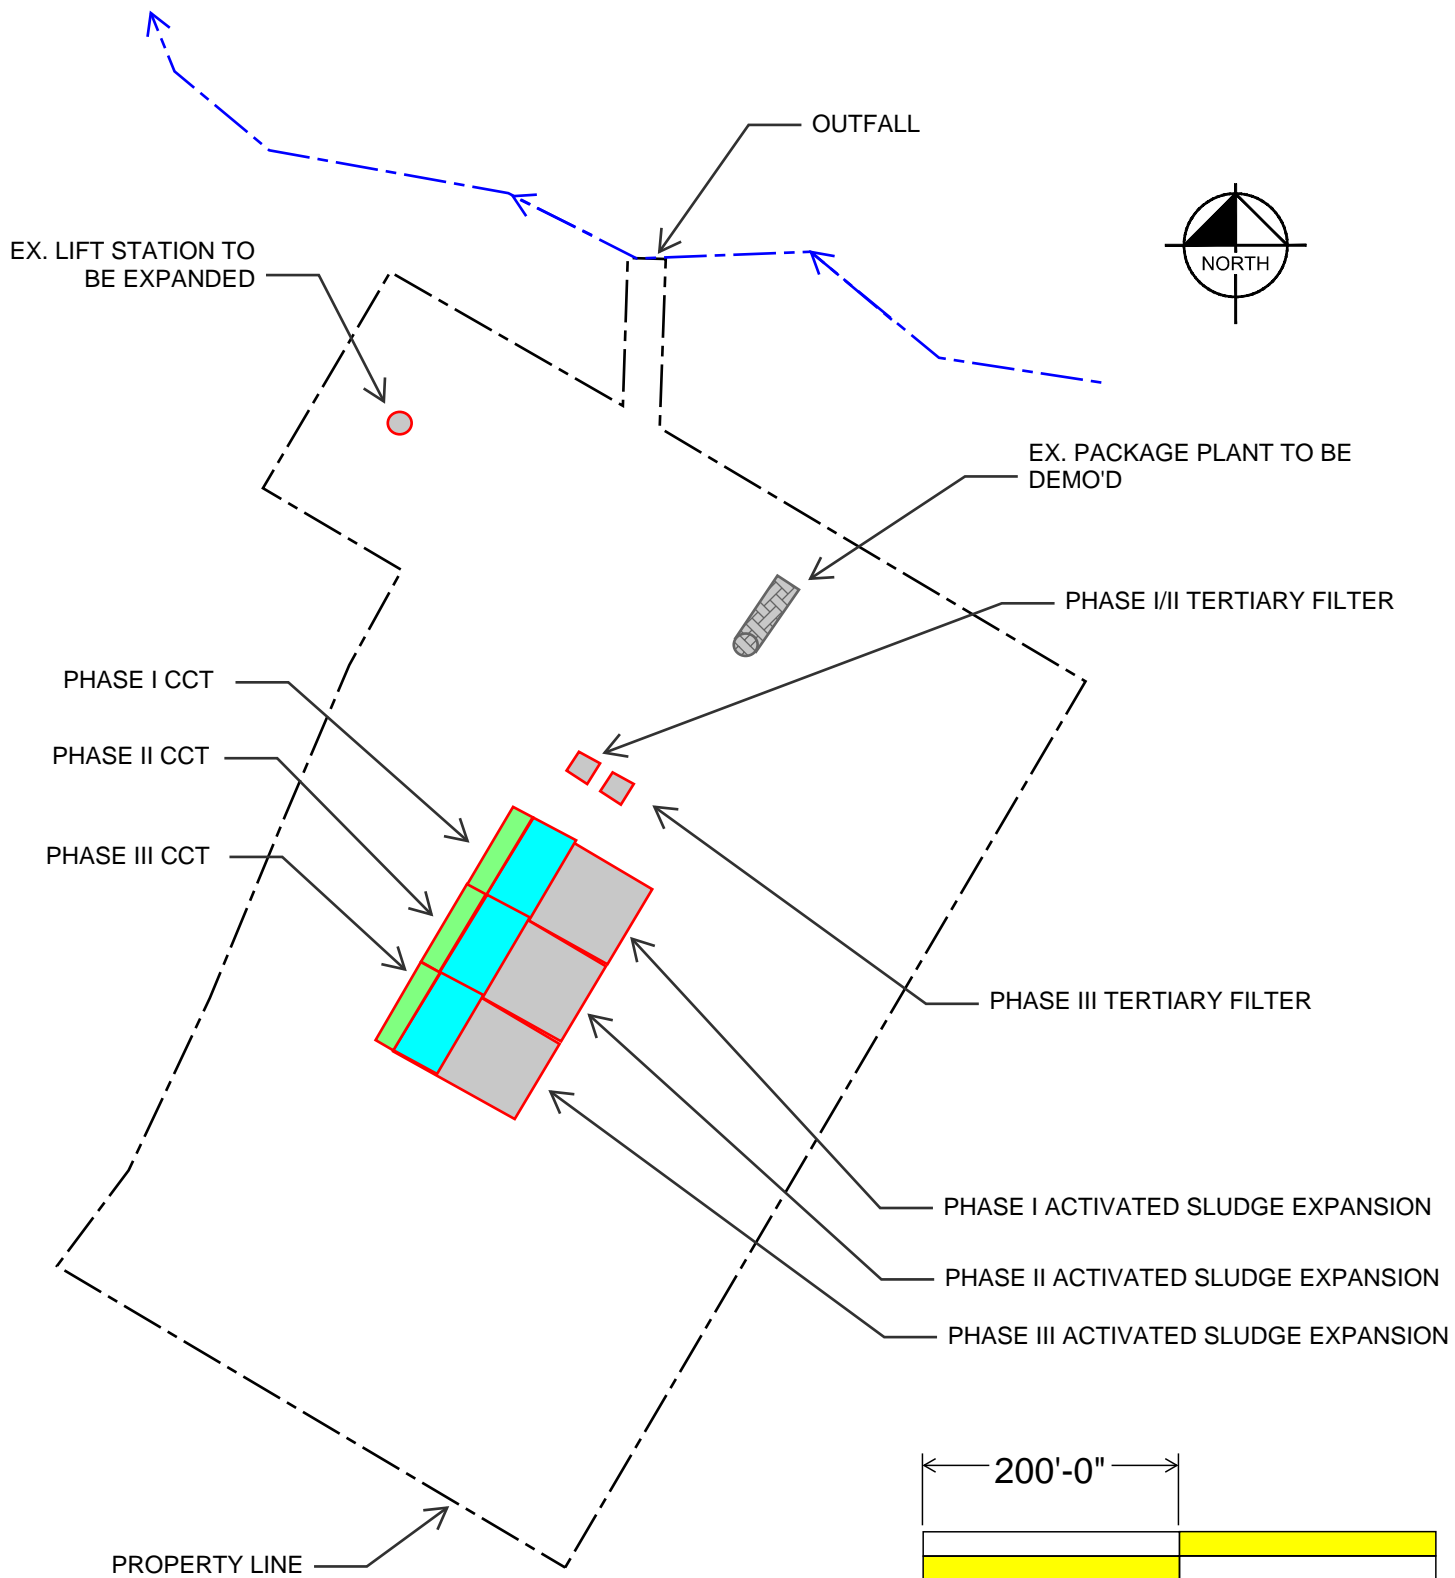 OUTFALL
EX. LIFT STATION TO
BE EXPANDED
NORTH
EX. PACKAGE PLANT TO BE
DEMO'D
PHASE I/II TERTIARY FILTER
PHASE I CCT
PHASE II CCT
PHASE III CCT
PHASE III TERTIARY FILTER
PHASE I ACTIVATED SLUDGE EXPANSION
PHASE II ACTIVATED SLUDGE EXPANSION
PHASE III ACTIVATED SLUDGE EXPANSION
200'-0"
PROPERTY LINE